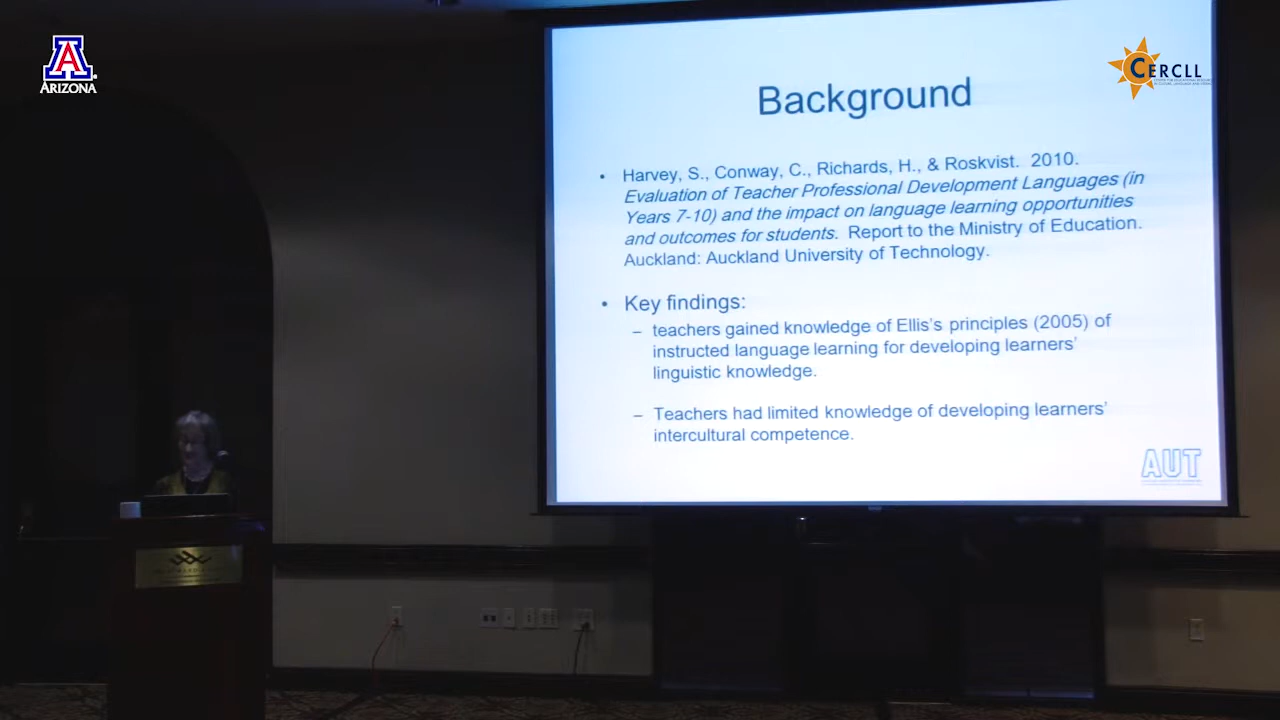 A
ARIZONA
CERCLL
Background
• Harvey, S., Conway, C., Richards, H., & Roskvist. 2010.
Evaluation of Teacher Professional Development Languages (in
Years 7-10) and the impact on language learning opportunities
and outcomes for students. Report to the Ministry of Education.
Auckland: Auckland University of Technology.
• Key findings:
– teachers gained knowledge of Ellis's principles (2005) of
instructed language learning for developing learners'
linguistic knowledge.
– Teachers had limited knowledge of developing learners'
intercultural competence.
AUT